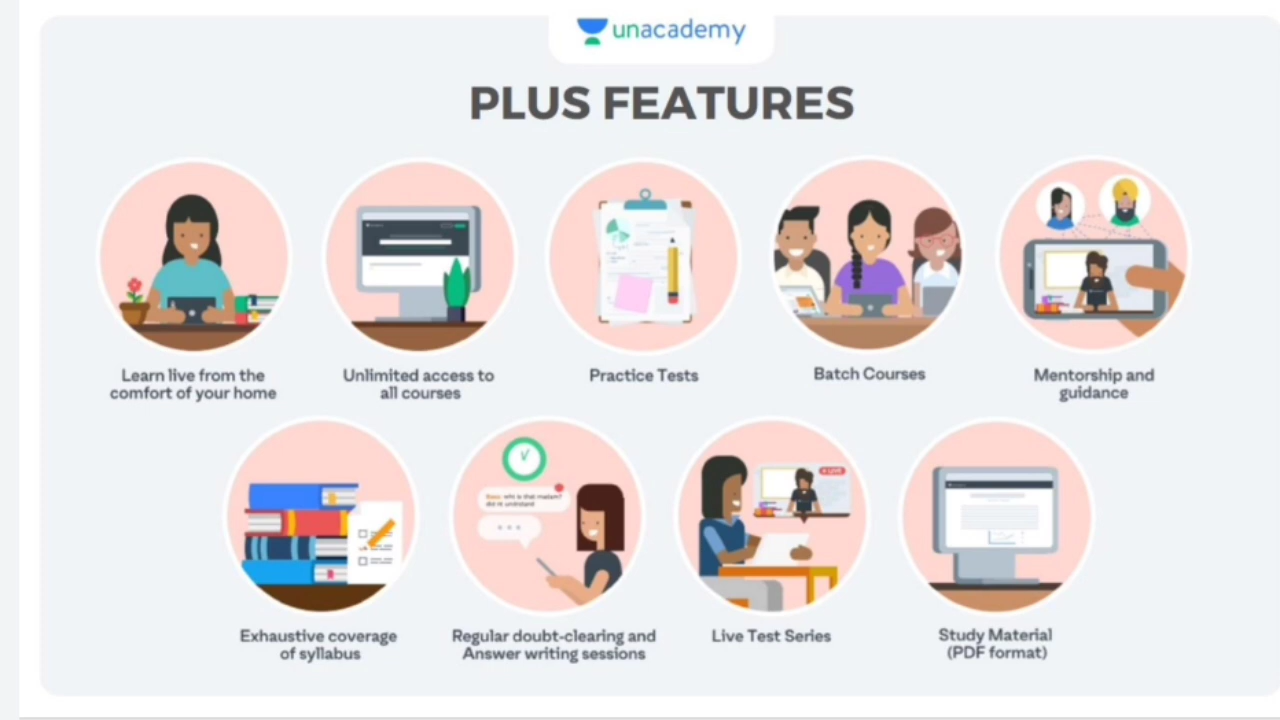 unacademy
PLUS FEATURES
Learn live from the
comfort of your home
Unlimited access to
all courses
Practice Tests
Batch Courses
Mentorship and
guidance
LIVE
Exhaustive coverage
of syllabus
Regular doubt-clearing and
Answer writing sessions
Live Test Series
Study Material
(PDF format)